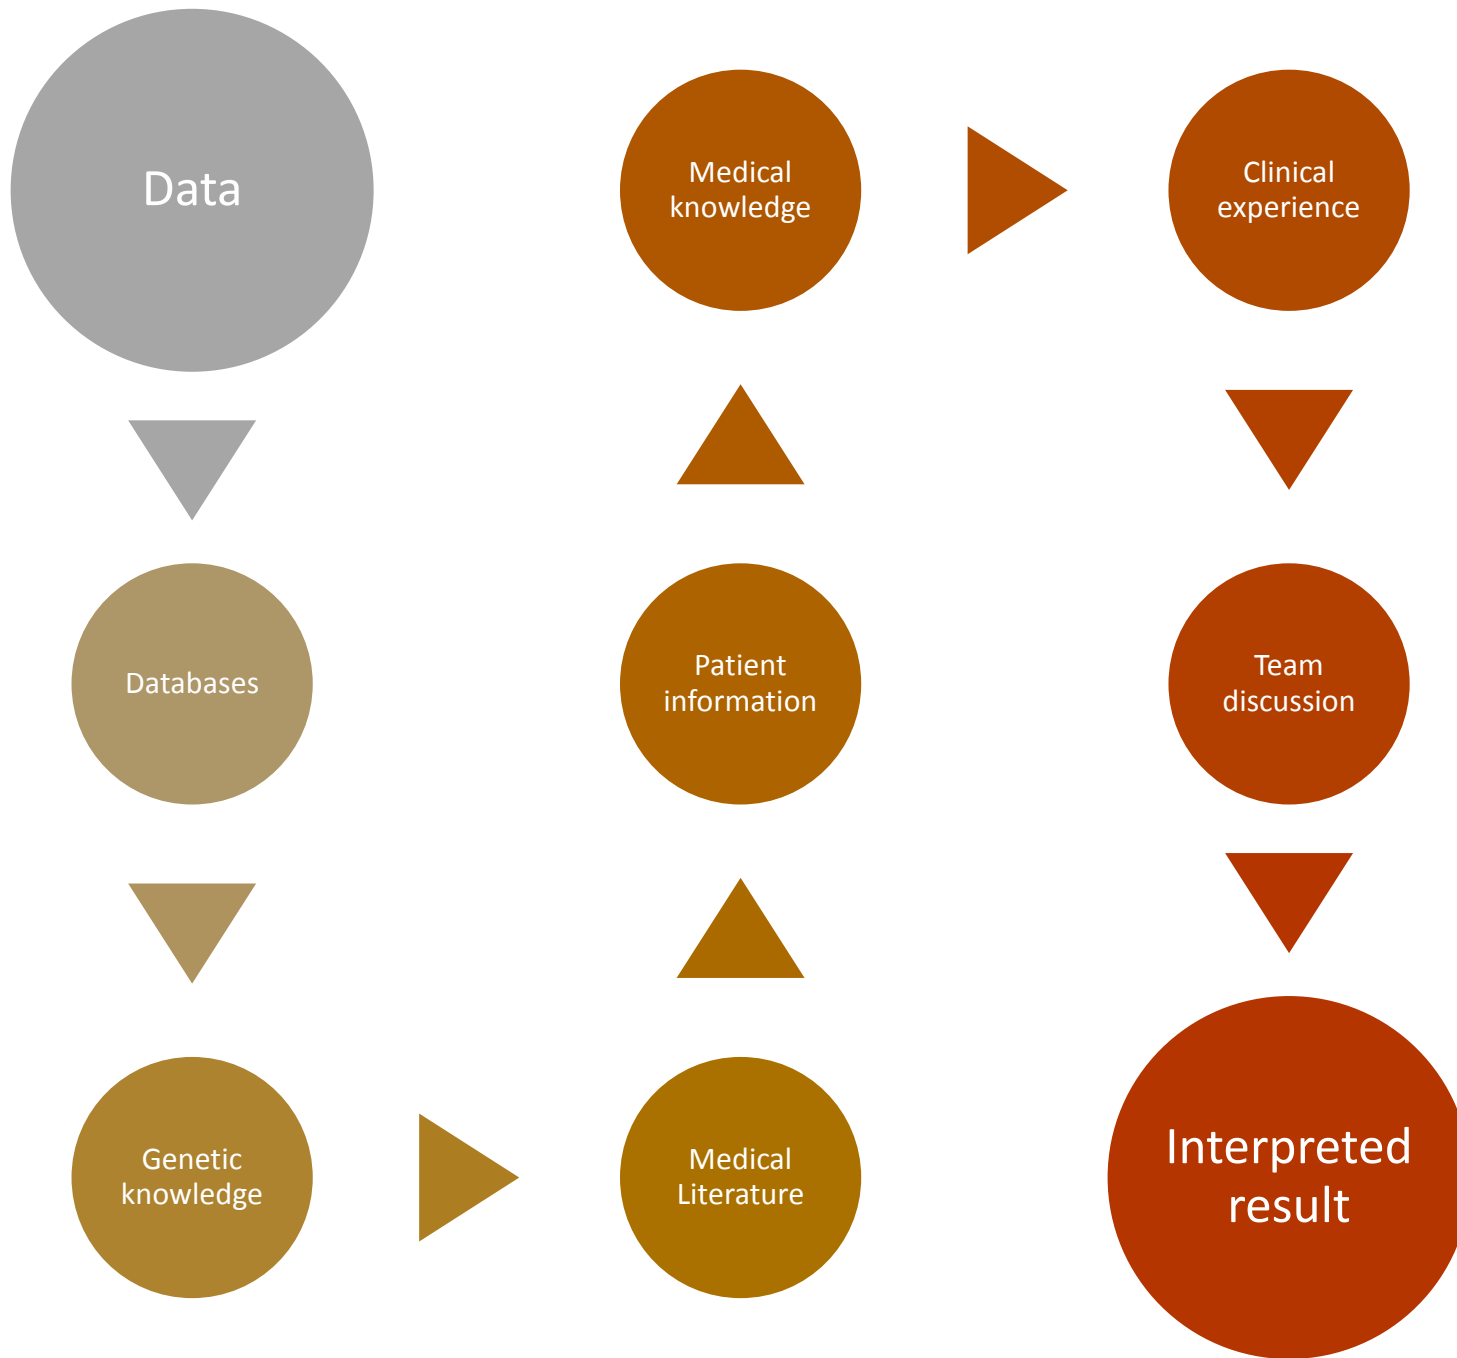 Data
Databases
Genetic
knowledge
Medical
Literature
Patient
information
Medical
knowledge
Clinical
experience
Team
discussion
Interpreted
result